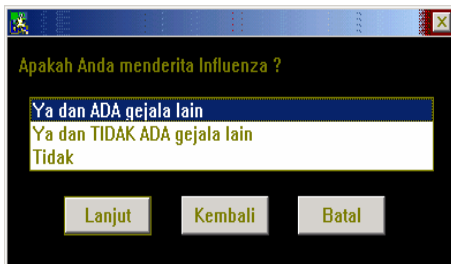 Apakah Anda menderita Influenza ?
Ya dan ADA gejala lain
Ya dan TIDAK ADA gejala lain
Tidak
Lanjut Kembali Batal